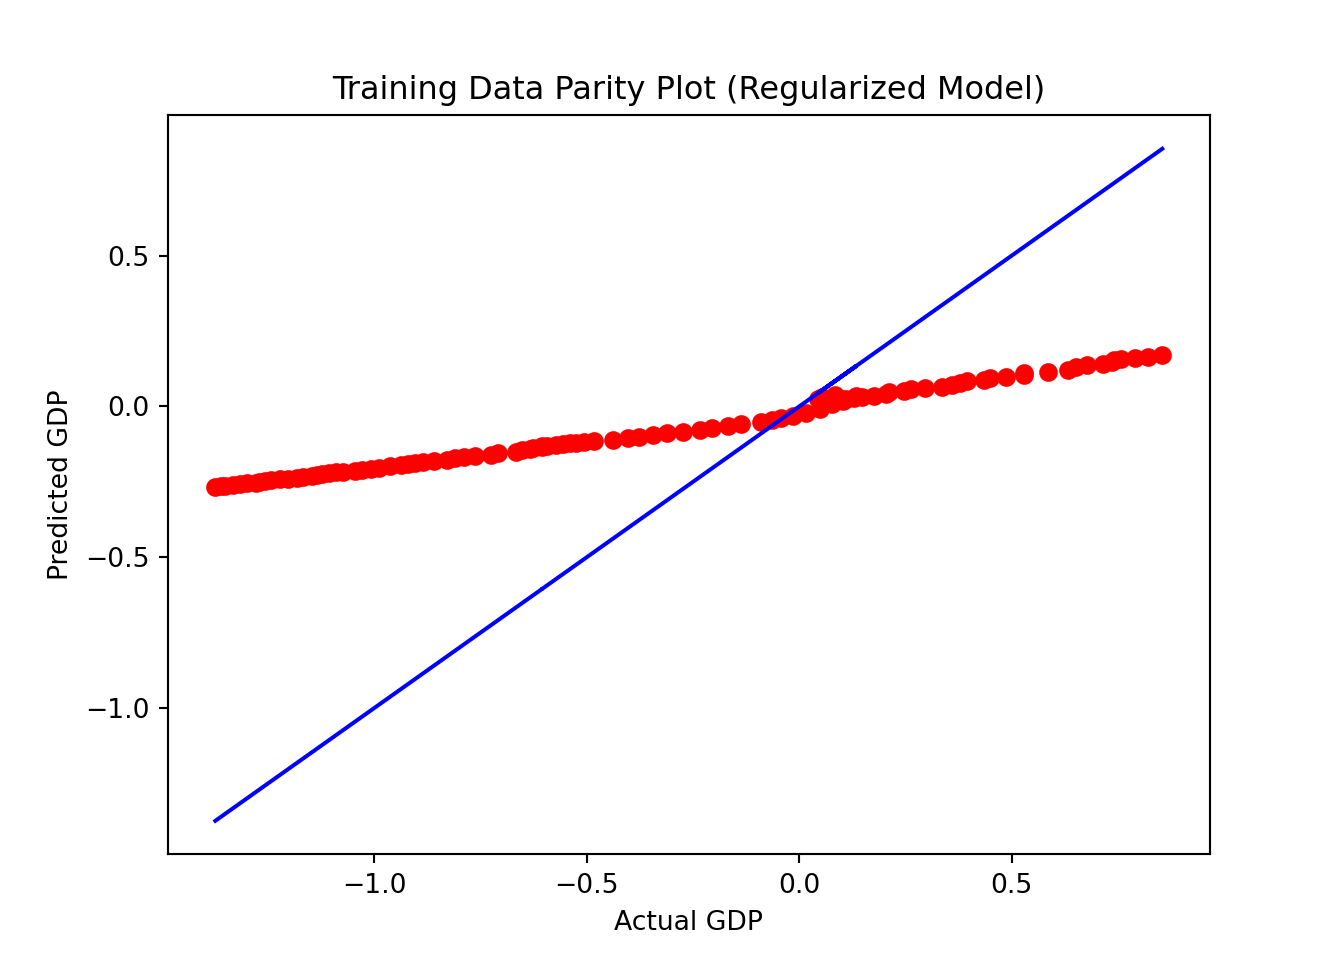 Training Data Parity Plot (Regularized Model)
0.5
0.0
−0.5
−1.0
Predicted GDP
−1.0 −0.5 0.0 0.5
Actual GDP